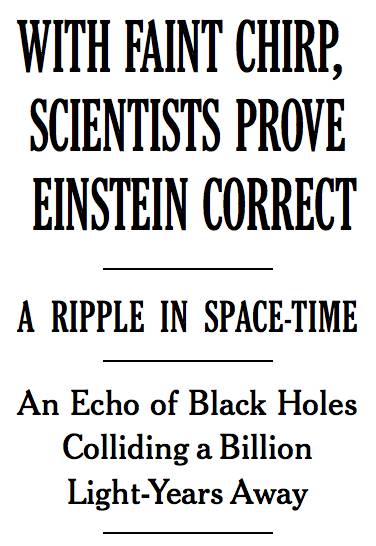 WITH FAINT CHIRP,
SCIENTISTS PROVE
EINSTEIN CORRECT
A RIPPLE IN SPACE-TIME
An Echo of Black Holes
Colliding a Billion
Light-Years Away